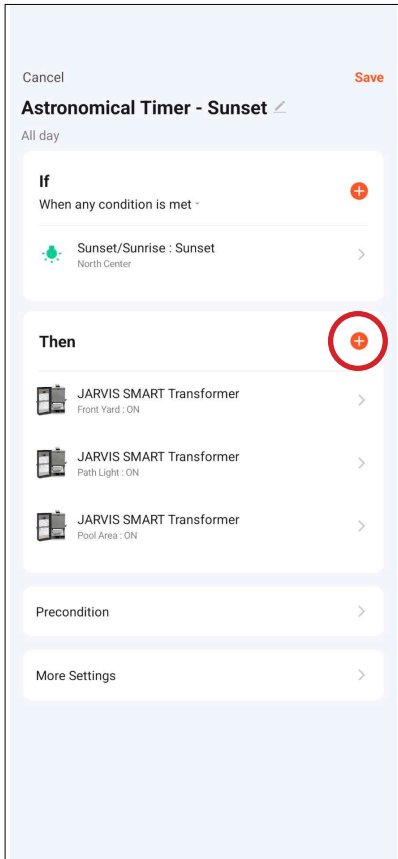 Cancel
Save
Astronomical Timer - Sunset
All day
If
When any condition is met
Sunset/Sunrise : Sunset
North Center
Then
JARVIS SMART Transformer
Front Yard : ON
JARVIS SMART Transformer
Path Light : ON
JARVIS SMART Transformer
Pool Area : ON
Precondition
More Settings